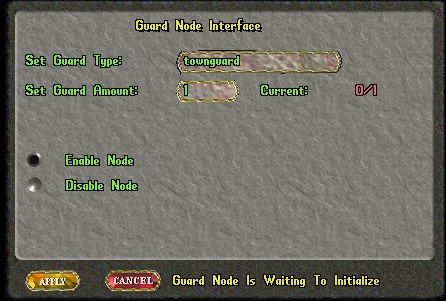 Guard Node Interface
Set Guard Type: townguard
Set Guard Amount: 1 Current: 0/1
Enable Node
Disable Node
APPLY CANCEL Guard Node Is Waiting To Initialize